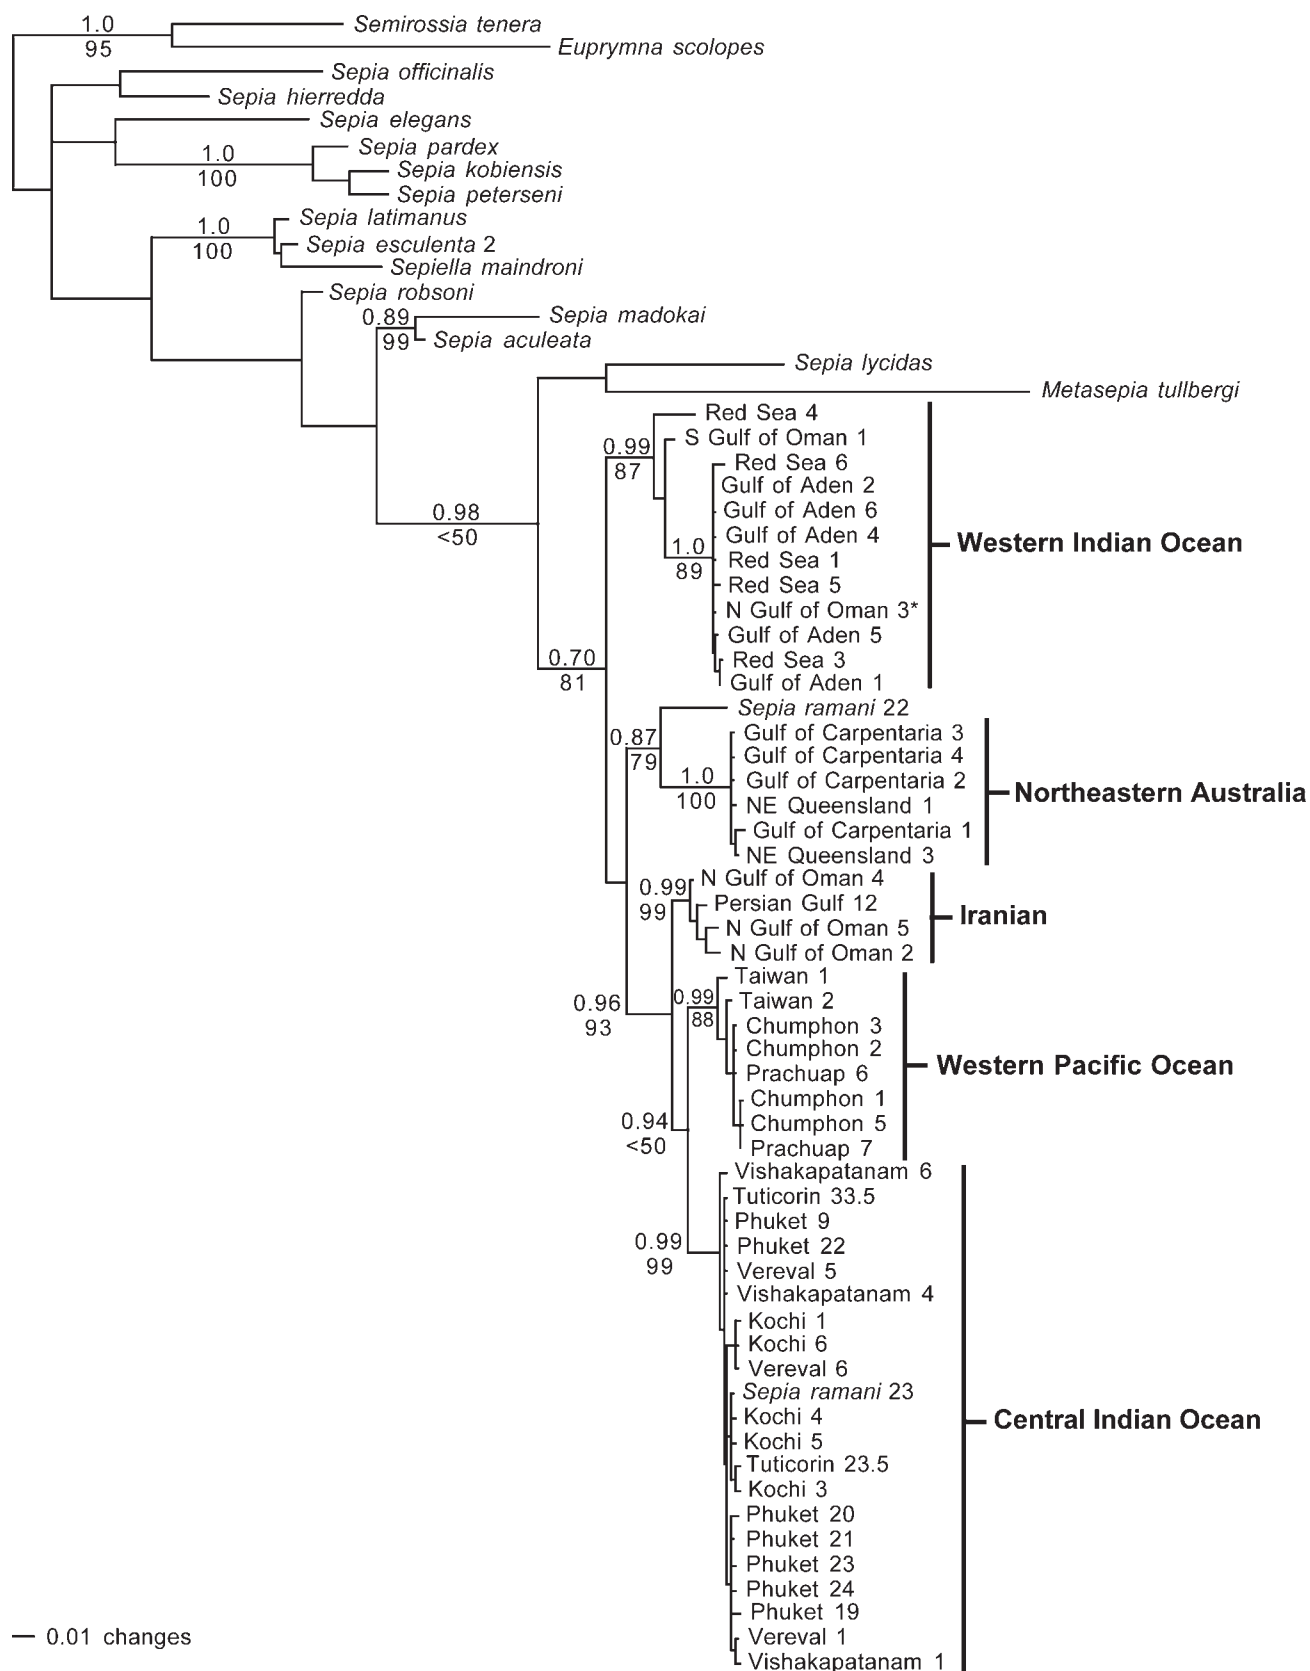 1.0
95
Semirossia tenera
Euprymna scolopes
Sepia officinalis
Sepia hierredda
Sepia elegans
1.0
100
Sepia pardex
Sepia kobiensis
Sepia peterseni
1.0
100
Sepia latimanus
Sepia esculenta 2
Sepiella maindroni
Sepia robsoni
0.89
99
Sepia madokai
Sepia aculeata
Sepia lycidas
Metasepia tullbergi
0.98
<50
0.99
87
Red Sea 4
S Gulf of Oman 1
Red Sea 6
Gulf of Aden 2
Gulf of Aden 6
Gulf of Aden 4
1.0
89
Red Sea 1
Red Sea 5
N Gulf of Oman 3*
Gulf of Aden 5
Red Sea 3
Gulf of Aden 1
Western Indian Ocean
0.70
81
Sepia ramani 22
0.87
79
1.0
100
Gulf of Carpentaria 3
Gulf of Carpentaria 4
Gulf of Carpentaria 2
NE Queensland 1
Gulf of Carpentaria 1
NE Queensland 3
Northeastern Australia
0.99
99
N Gulf of Oman 4
Persian Gulf 12
N Gulf of Oman 5
N Gulf of Oman 2
Iranian
0.96
93
0.99
88
Taiwan 1
Taiwan 2
Chumphon 3
Chumphon 2
Prachuap 6
Chumphon 1
Chumphon 5
Prachuap 7
Western Pacific Ocean
0.94
<50
0.99
99
Vishakapatanam 6
Tuticorin 33.5
Phuket 9
Phuket 22
Vereval 5
Vishakapatanam 4
Kochi 1
Kochi 6
Vereval 6
Sepia ramani 23
Kochi 4
Kochi 5
Tuticorin 23.5
Kochi 3
Phuket 20
Phuket 21
Phuket 23
Phuket 24
Phuket 19
Vereval 1
Vishakapatanam 1
Central Indian Ocean
0.01 changes